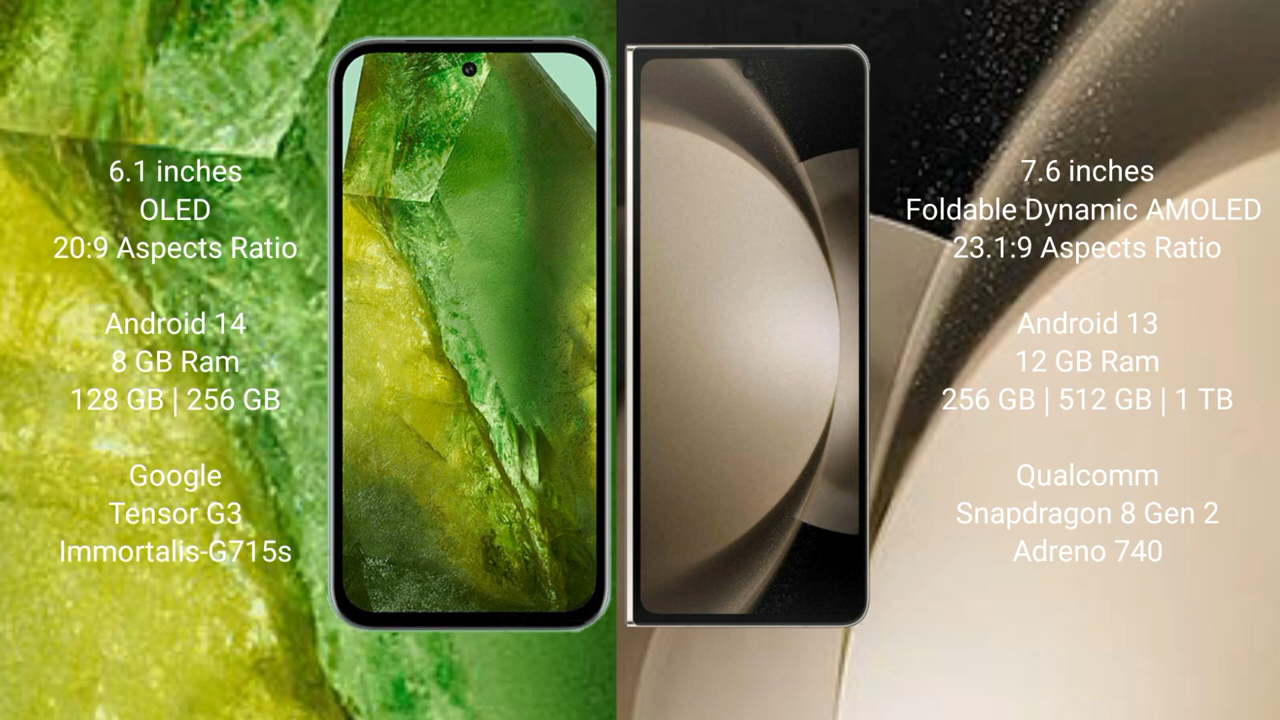 6.1 inches
OLED
20:9 Aspects Ratio
Android 14
8 GB Ram
128 GB | 256 GB
Google
Tensor G3
Immortalis-G715s
7.6 inches
Foldable Dynamic AMOLED
23.1:9 Aspects Ratio
Android 13
12 GB Ram
256 GB | 512 GB | 1 TB
Qualcomm
Snapdragon 8 Gen 2
Adreno 740